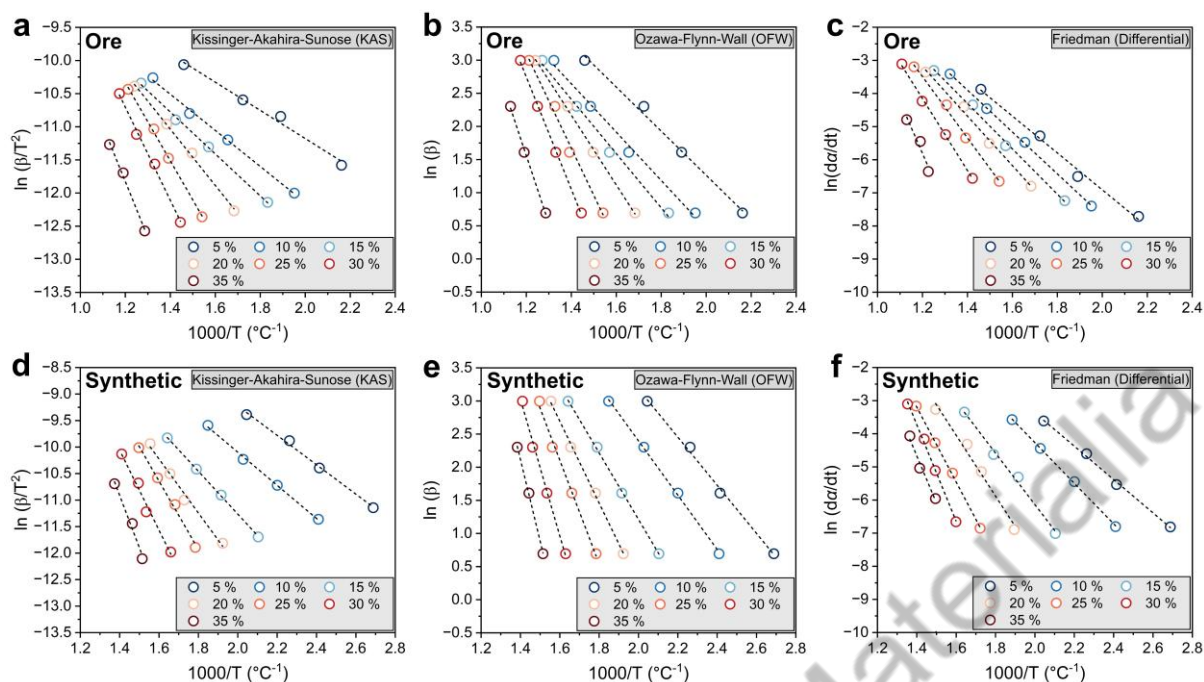 a
Ore
Kissinger-Akahira-Sunose (KAS)
ln (β/T²)
−9.5
−10.0
−10.5
−11.0
−11.5
−12.0
−12.5
−13.0
−13.5
5 % 10 % 15 %
20 % 25 % 30 %
35 %
1.0 1.2 1.4 1.6 1.8 2.0 2.2 2.4
1000/T (°C⁻¹)
b
Ore
Ozawa-Flynn-Wall (OFW)
ln (β)
3.5
3.0
2.5
2.0
1.5
1.0
0.5
0.0
−0.5
5 % 10 % 15 %
20 % 25 % 30 %
35 %
1.0 1.2 1.4 1.6 1.8 2.0 2.2 2.4
1000/T (°C⁻¹)
c
Ore
Friedman (Differential)
ln(dα/dt)
−2
−3
−4
−5
−6
−7
−8
−9
−10
5 % 10 % 15 %
20 % 25 % 30 %
35 %
1.0 1.2 1.4 1.6 1.8 2.0 2.2 2.4
1000/T (°C⁻¹)
d
Synthetic
Kissinger-Akahira-Sunose (KAS)
ln (β/T²)
−8.5
−9.0
−9.5
−10.0
−10.5
−11.0
−11.5
−12.0
−12.5
−13.0
−13.5
5 % 10 % 15 %
20 % 25 % 30 %
35 %
1.2 1.4 1.6 1.8 2.0 2.2 2.4 2.6 2.8
1000/T (°C⁻¹)
e
Synthetic
Ozawa-Flynn-Wall (OFW)
ln (β)
3.5
3.0
2.5
2.0
1.5
1.0
0.5
0.0
−0.5
5 % 10 % 15 %
20 % 25 % 30 %
35 %
1.2 1.4 1.6 1.8 2.0 2.2 2.4 2.6 2.8
1000/T (°C⁻¹)
f
Synthetic
Friedman (Differential)
ln(dα/dt)
−2
−3
−4
−5
−6
−7
−8
−9
−10
5 % 10 % 15 %
20 % 25 % 30 %
35 %
1.2 1.4 1.6 1.8 2.0 2.2 2.4 2.6 2.8
1000/T (°C⁻¹)
Materialia